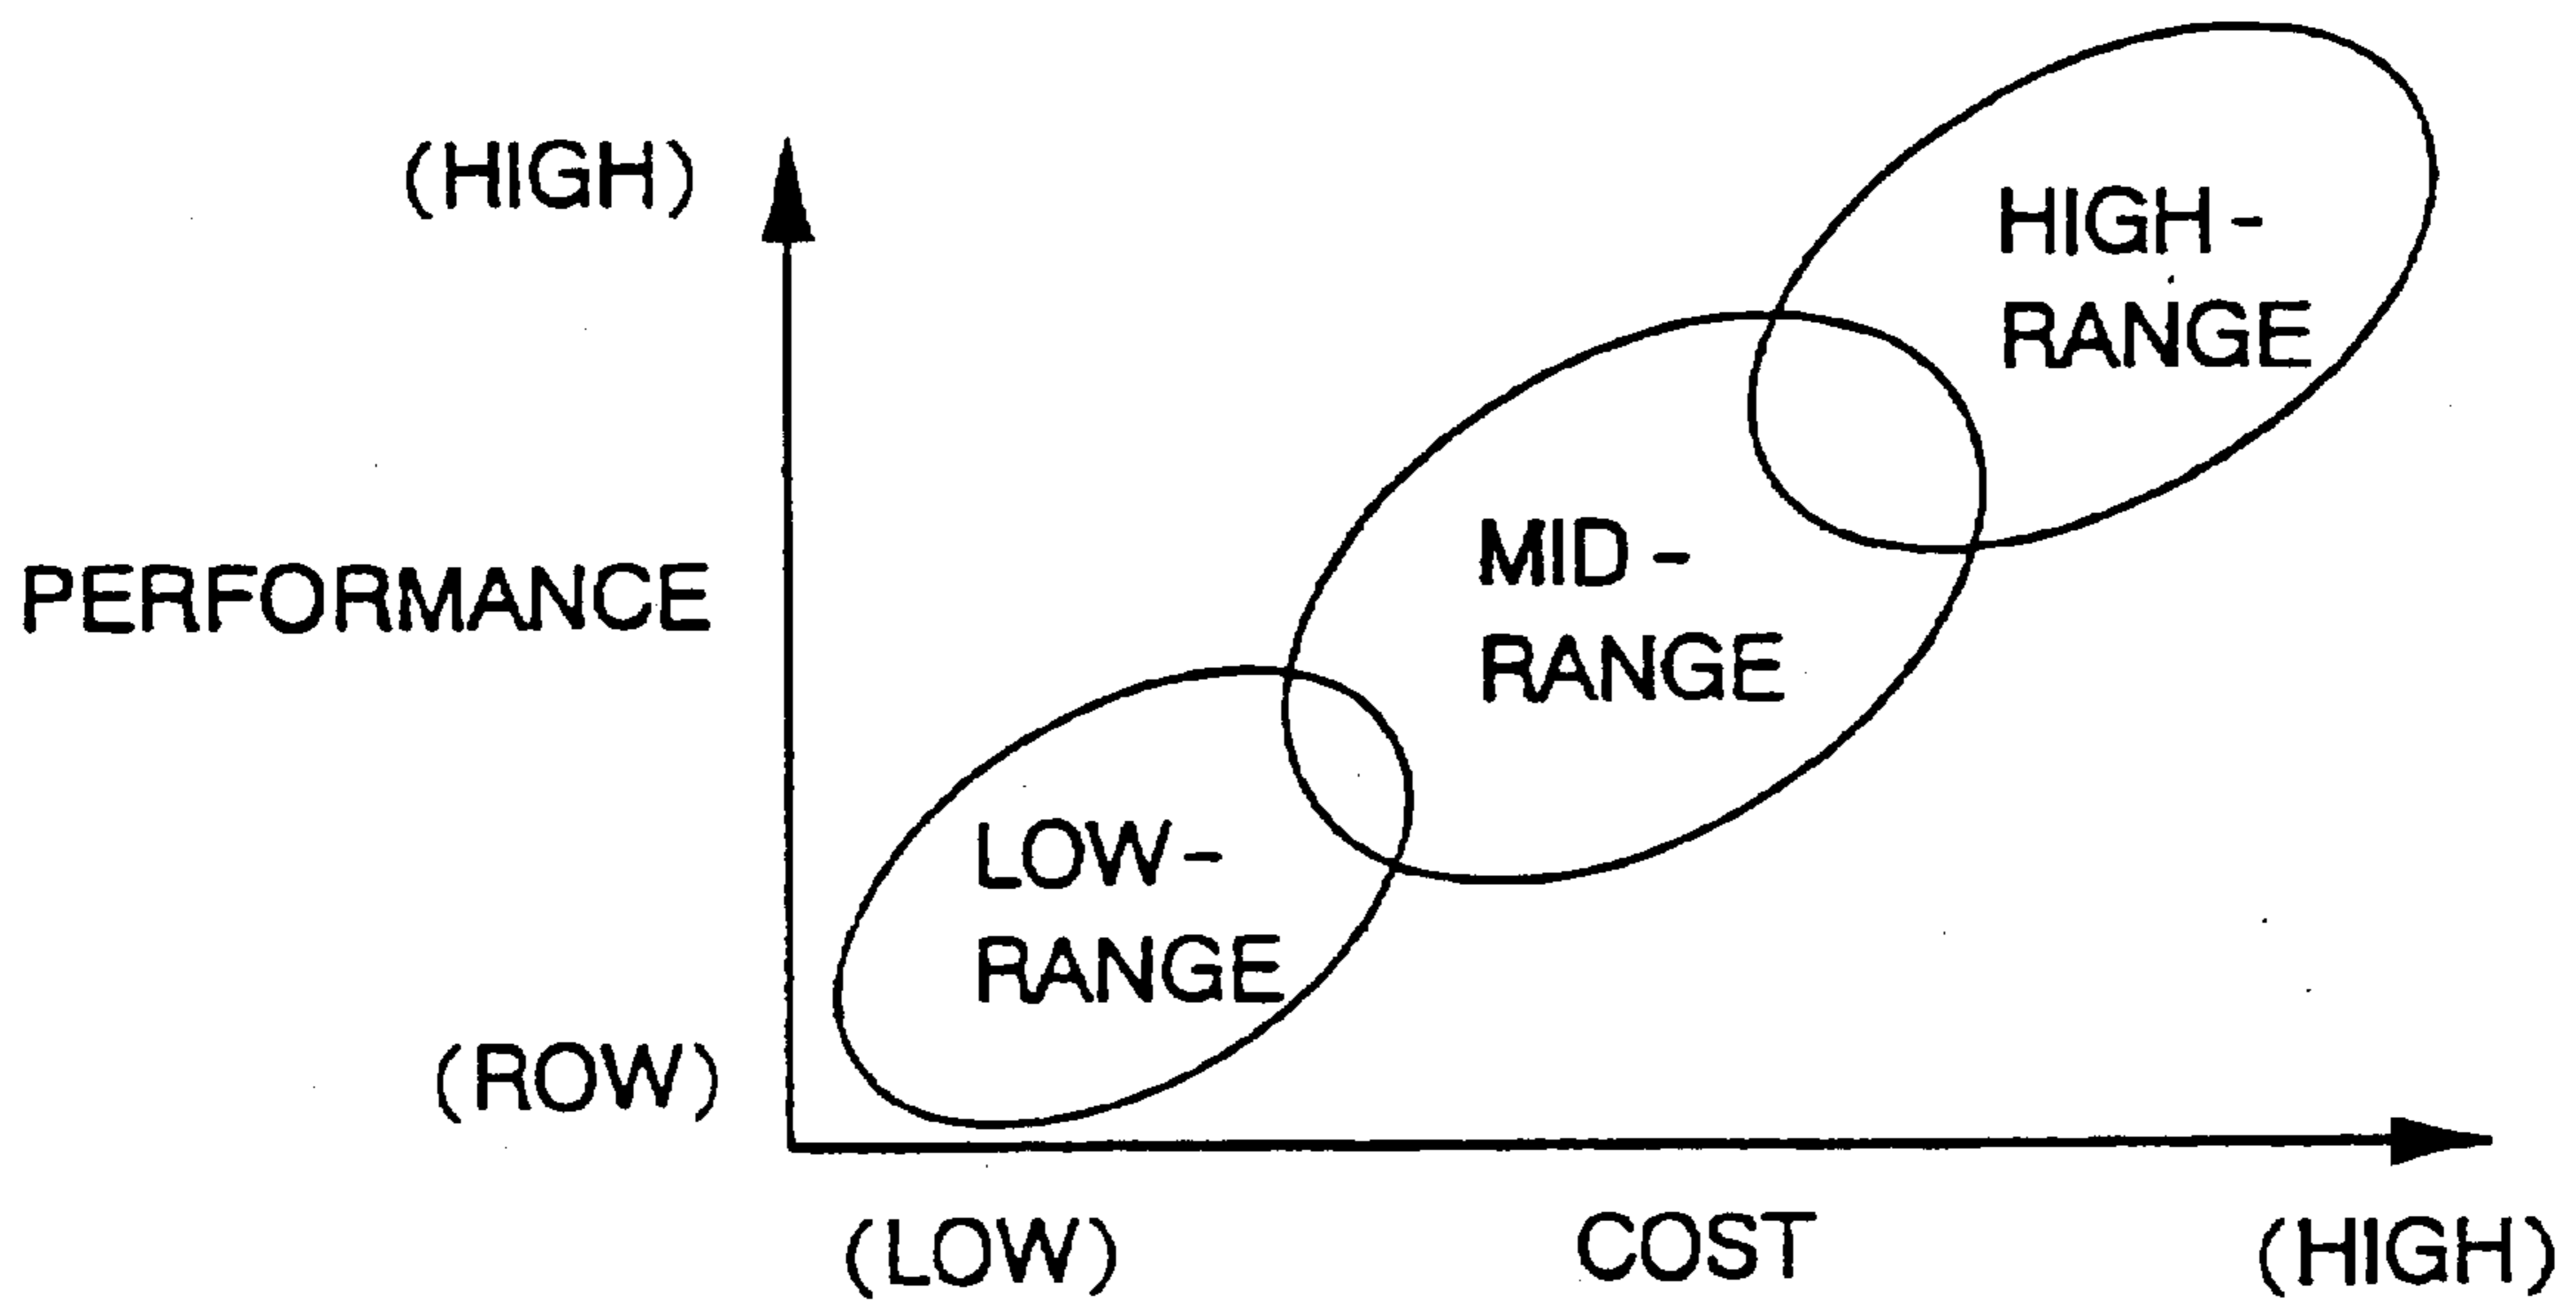 (HIGH)
HIGH-
RANGE
MID-
RANGE
PERFORMANCE
LOW-
RANGE
(ROW)
(LOW)
COST
(HIGH)